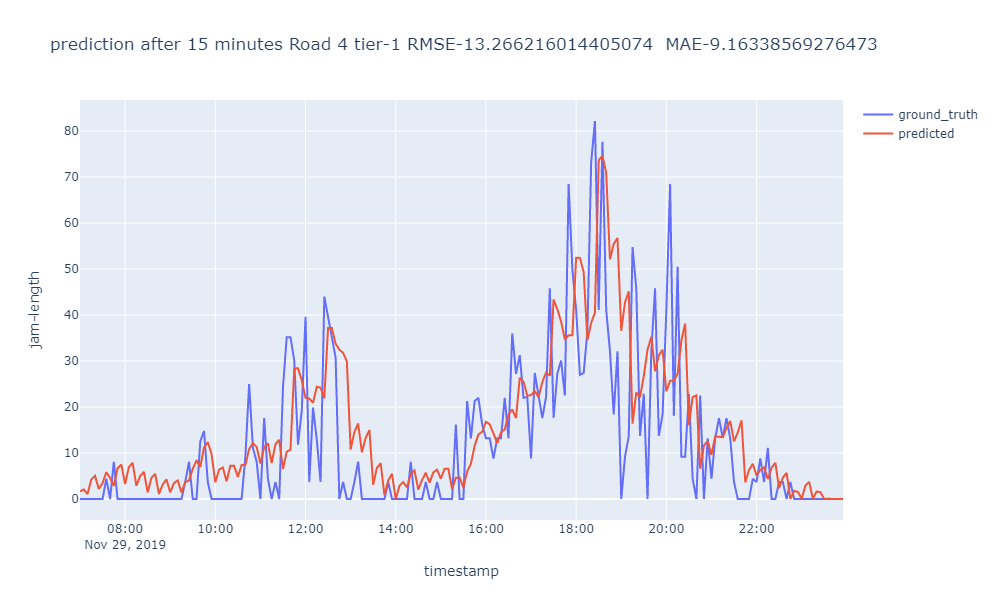 prediction after 15 minutes Road 4 tier-1 RMSE-13.266216014405074  MAE-9.16338569276473
ground_truth
predicted
80
70
60
50
40
30
20
10
0
jam-length
08:00 10:00 12:00 14:00 16:00 18:00 20:00 22:00
Nov 29, 2019
timestamp